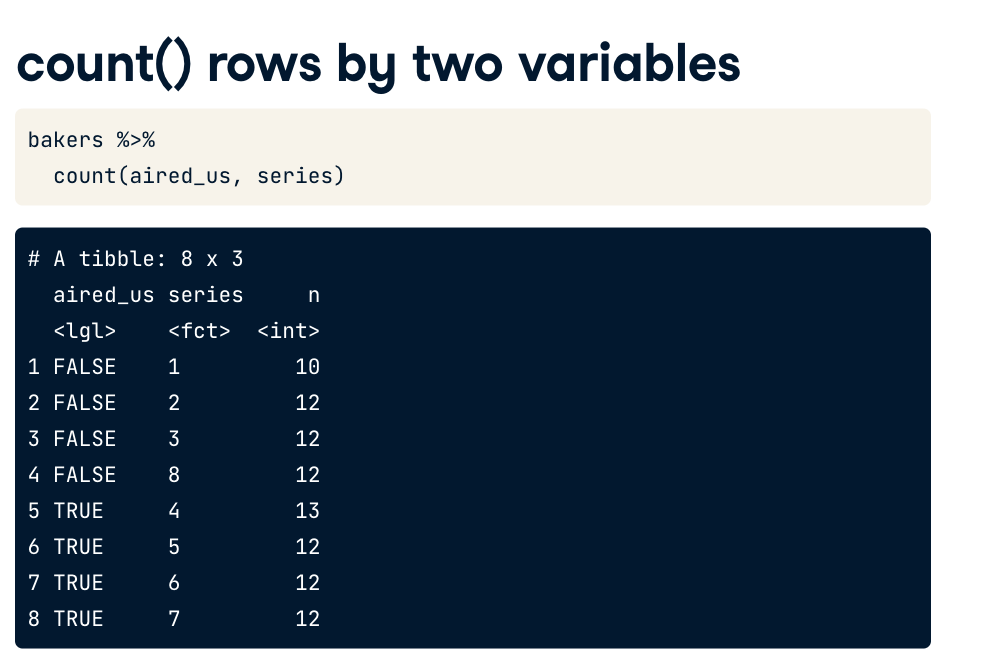 count() rows by two variables
bakers %>%
  count(aired_us, series)
# A tibble: 8 x 3
  aired_us series     n
  <lgl>    <fct>  <int>
1 FALSE    1         10
2 FALSE    2         12
3 FALSE    3         12
4 FALSE    8         12
5 TRUE     4         13
6 TRUE     5         12
7 TRUE     6         12
8 TRUE     7         12